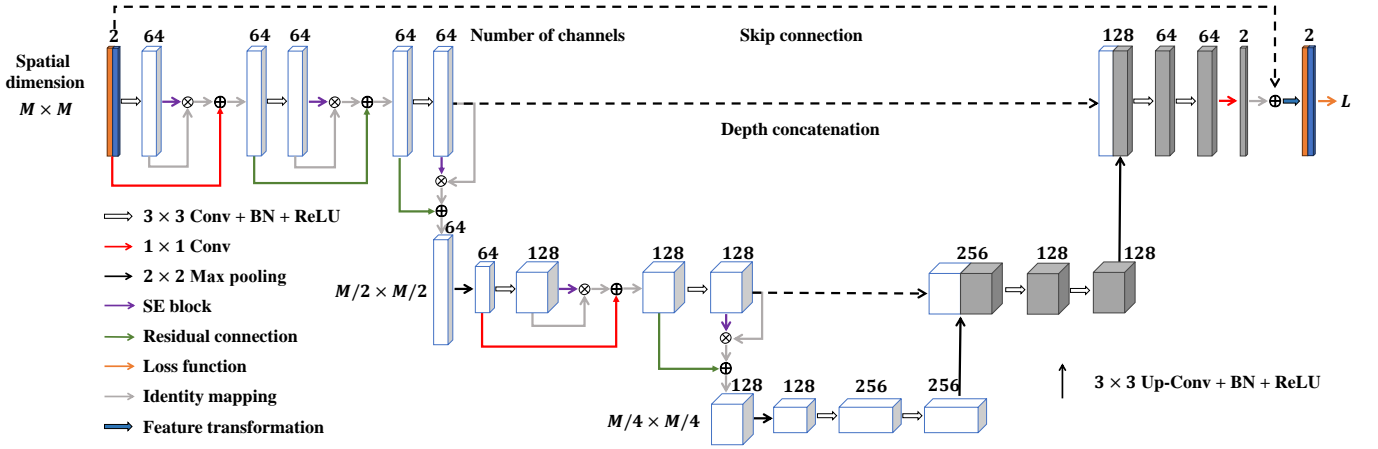 2 64 64 64 64 64 Number of channels Skip connection 128 64 64 2 2
Spatial
dimension
M × M
L
Depth concatenation
3 × 3 Conv + BN + ReLU
1 × 1 Conv
2 × 2 Max pooling
SE block
Residual connection
Loss function
Identity mapping
Feature transformation
64 64 128 128 128 256 128 128
M/2 × M/2
128 128 256 256
M/4 × M/4
3 × 3 Up-Conv + BN + ReLU